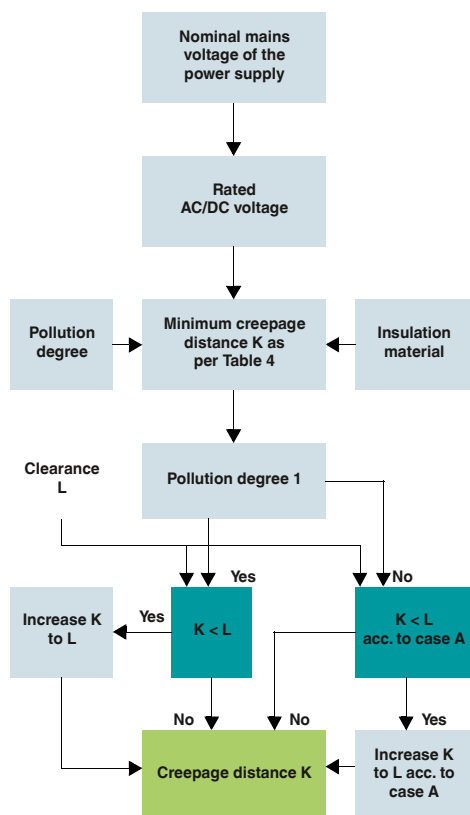 Nominal mains
voltage of the
power supply
Rated
AC/DC voltage
Pollution
degree
Minimum creepage
distance K as
per Table 4
Insulation
material
Clearance
L
Pollution degree 1
Yes
No
Increase K
to L
Yes
K < L
K < L
acc. to case A
No
No
Yes
Creepage distance K
Increase K
to L acc. to
case A